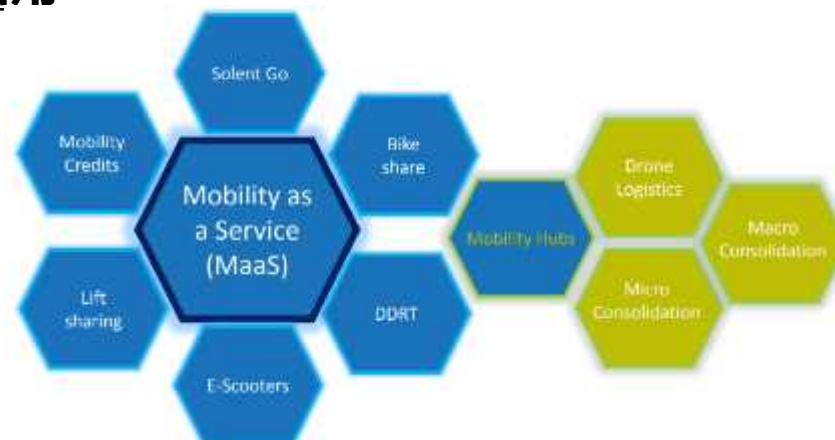 Solent Go
Mobility
Credits
Bike
share
Mobility as
a Service
(MaaS)
Lift
sharing
DDRT
E-Scooters
Mobility Hubs
Drone
Logistics
Macro
Consolidation
Micro
Consolidation